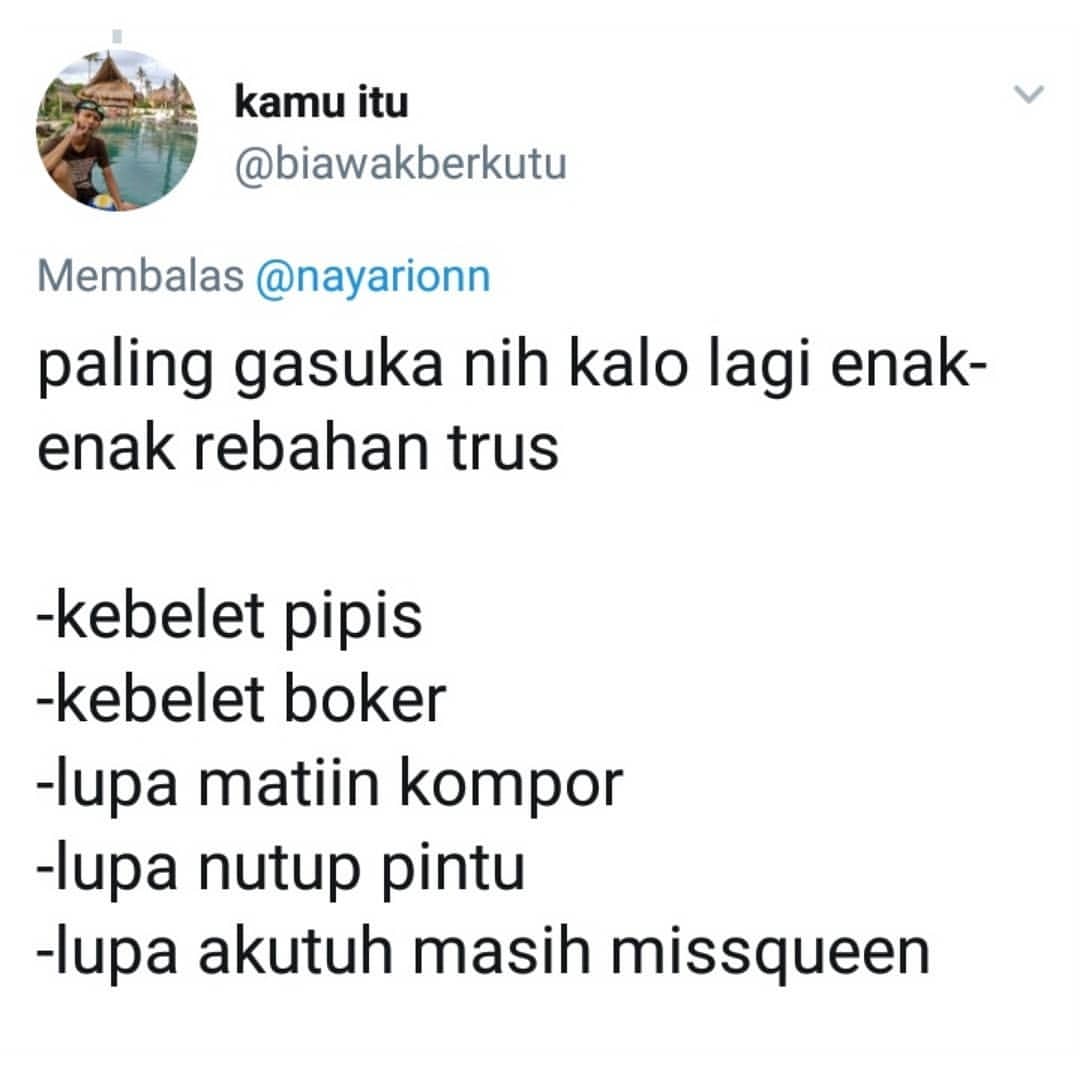 kamu itu
@biawakberkutu
Membalas @nayarionn
paling gasuka nih kalo lagi enak-
enak rebahan trus
-kebelet pipis
-kebelet boker
-lupa matiin kompor
-lupa nutup pintu
-lupa akutuh masih missqueen